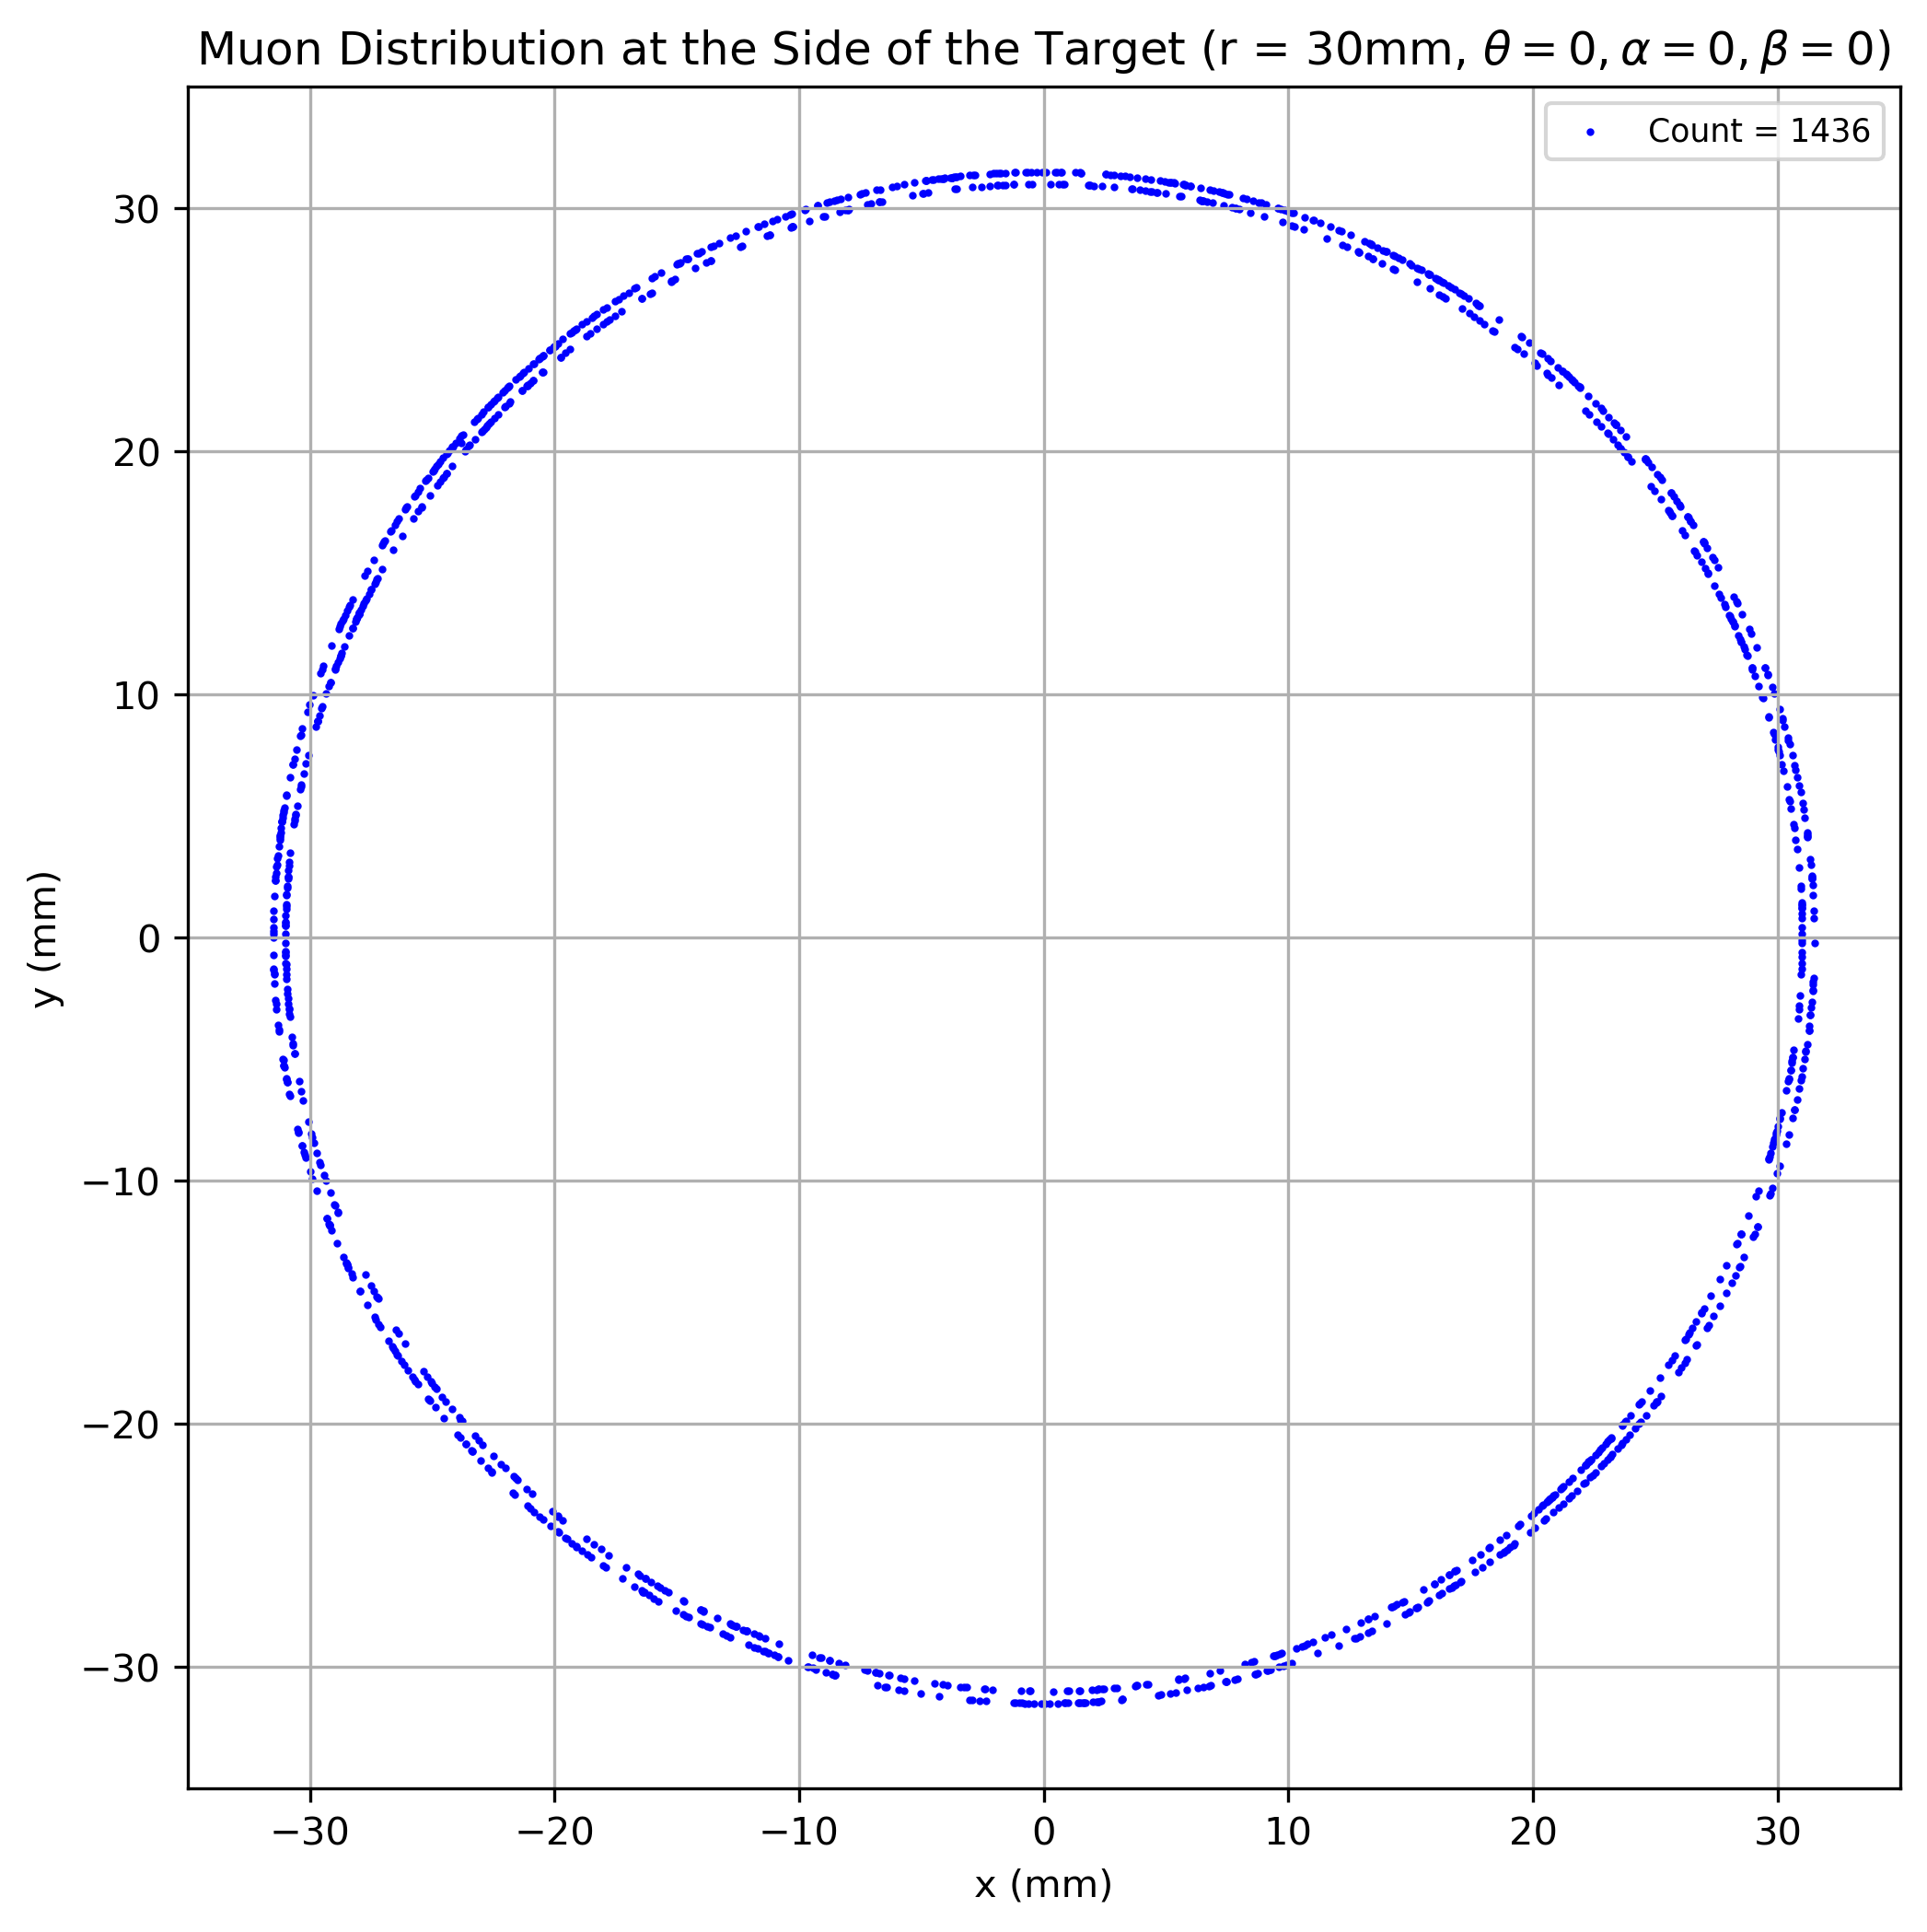 Muon Distribution at the Side of the Target (r = 30mm, θ = 0, α = 0, β = 0)
Count = 1436
30
20
10
0
−10
−20
−30
y (mm)
−30 −20 −10 0 10 20 30
x (mm)